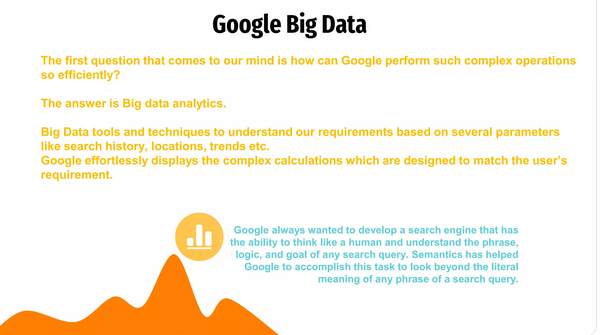 Google Big Data
The first question that comes to our mind is how can Google perform such complex operations
so efficiently?
The answer is Big data analytics.
Big Data tools and techniques to understand our requirements based on several parameters
like search history, locations, trends etc.
Google effortlessly displays the complex calculations which are designed to match the user's
requirement.
Google always wanted to develop a search engine that has
the ability to think like a human and understand the phrase,
logic, and goal of any search query. Semantics has helped
Google to accomplish this task to look beyond the literal
meaning of any phrase of a search query.